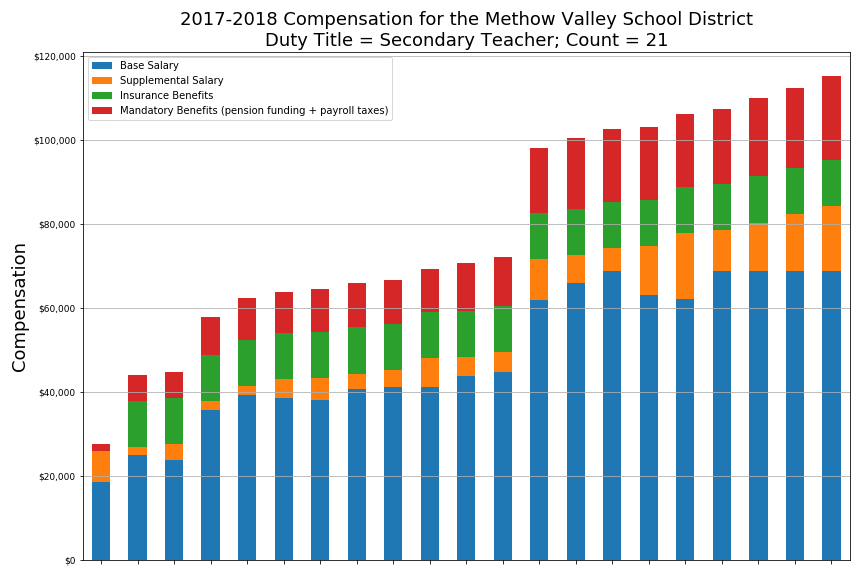 2017-2018 Compensation for the Methow Valley School District
Duty Title = Secondary Teacher; Count = 21
Base Salary
Supplemental Salary
Insurance Benefits
Mandatory Benefits (pension funding + payroll taxes)
Compensation
$120,000
$100,000
$80,000
$60,000
$40,000
$20,000
$0